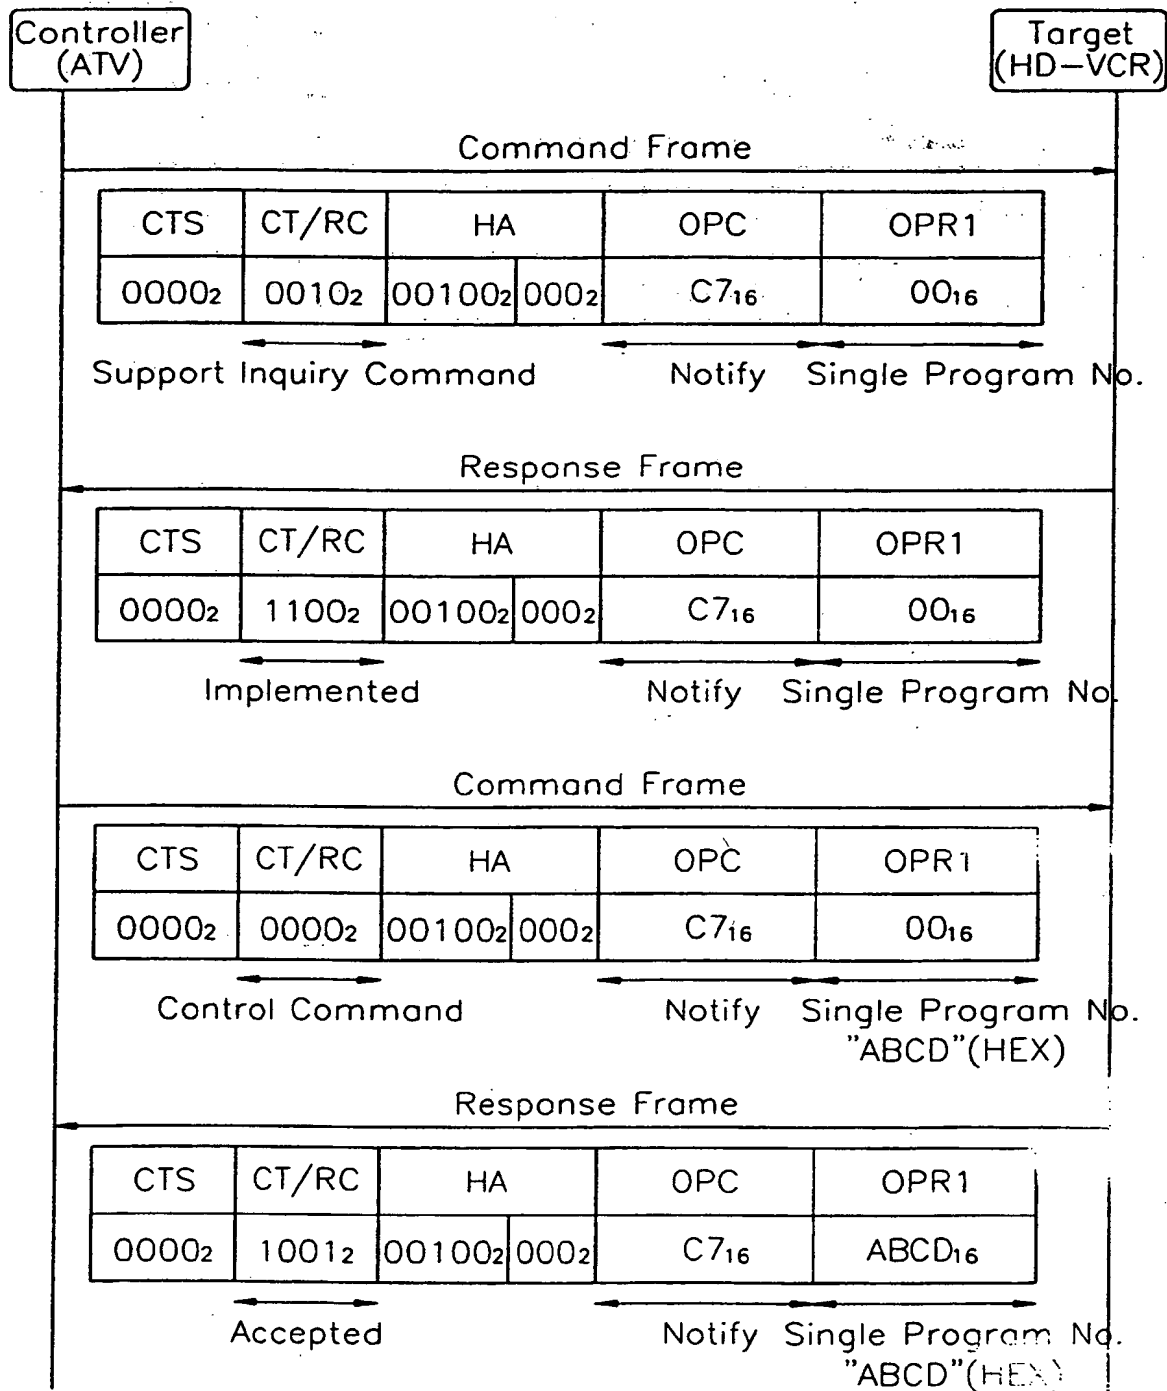 Controller
(ATV)
Target
(HD-VCR)
Command Frame
CTS CT/RC HA OPC OPR1
0000₂ 0010₂ 00100₂ 000₂ C7₁₆ 00₁₆
Support Inquiry Command Notify Single Program No.
Response Frame
CTS CT/RC HA OPC OPR1
0000₂ 1100₂ 00100₂ 000₂ C7₁₆ 00₁₆
Implemented Notify Single Program No.
Command Frame
CTS CT/RC HA OPC OPR1
0000₂ 0000₂ 00100₂ 000₂ C7₁₆ 00₁₆
Control Command Notify Single Program No.
"ABCD"(HEX)
Response Frame
CTS CT/RC HA OPC OPR1
0000₂ 1001₂ 00100₂ 000₂ C7₁₆ ABCD₁₆
Accepted Notify Single Program No.
"ABCD"(HEX)